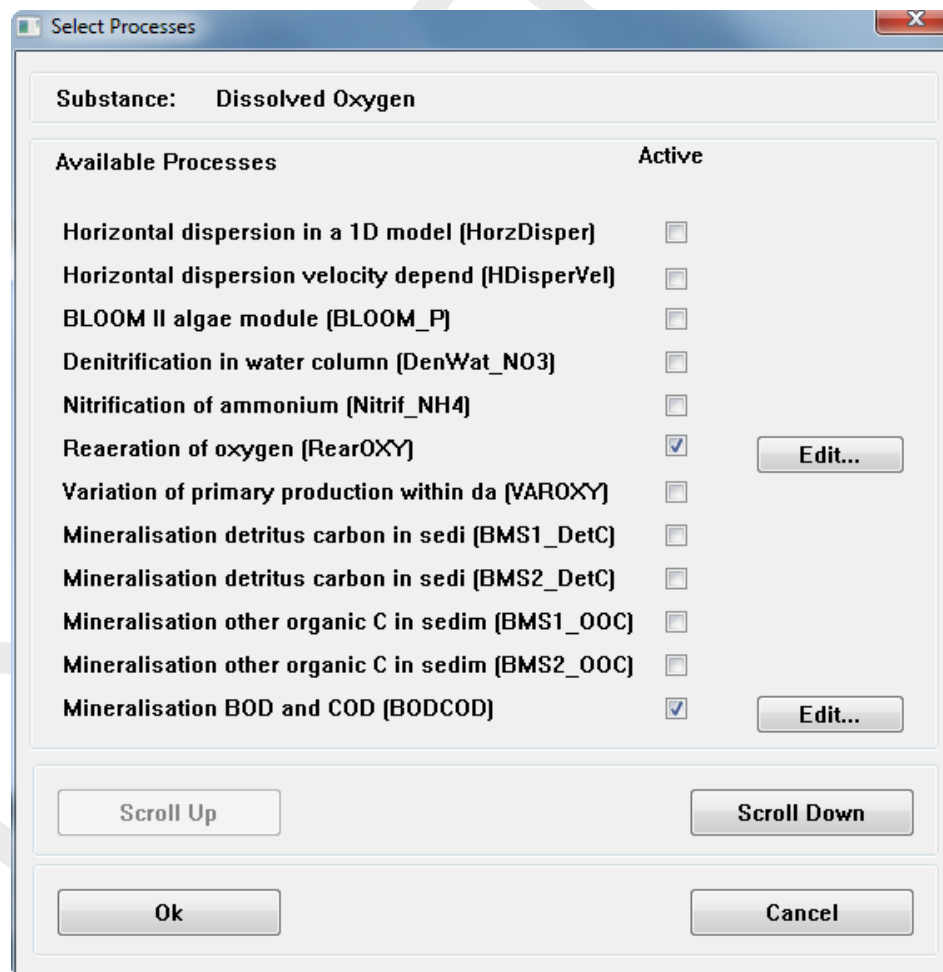 Select Processes
Substance: Dissolved Oxygen
Available Processes Active
Horizontal dispersion in a 1D model (HorzDisper)
Horizontal dispersion velocity depend (HDisperVel)
BLOOM II algae module (BLOOM_P)
Denitrification in water column (DenWat_NO3)
Nitrification of ammonium (Nitrif_NH4)
Reaeration of oxygen (RearOXY) Edit...
Variation of primary production within da (VAROXY)
Mineralisation detritus carbon in sedi (BMS1_DetC)
Mineralisation detritus carbon in sedi (BMS2_DetC)
Mineralisation other organic C in sedim (BMS1_OOC)
Mineralisation other organic C in sedim (BMS2_OOC)
Mineralisation BOD and COD (BODCOD) Edit...
Scroll Up Scroll Down
Ok Cancel